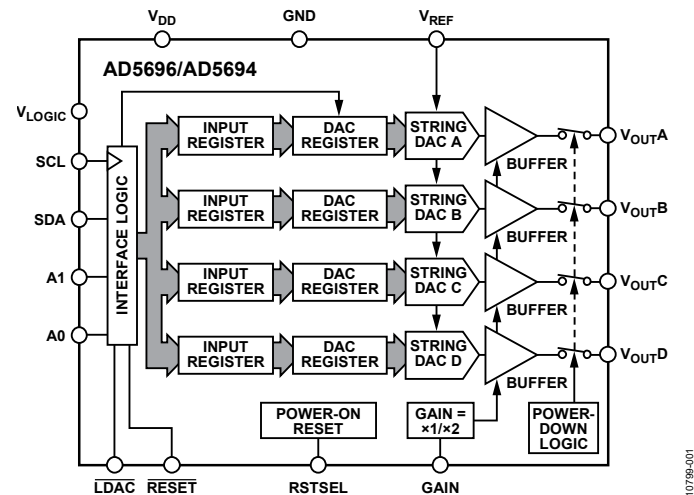 VDD
GND
VREF
AD5696/AD5694
VLOGIC
SCL
SDA
A1
A0
INTERFACE LOGIC
INPUT
REGISTER
DAC
REGISTER
STRING
DAC A
BUFFER
VOUTA
INPUT
REGISTER
DAC
REGISTER
STRING
DAC B
BUFFER
VOUTB
INPUT
REGISTER
DAC
REGISTER
STRING
DAC C
BUFFER
VOUTC
INPUT
REGISTER
DAC
REGISTER
STRING
DAC D
BUFFER
VOUTD
POWER-ON
RESET
GAIN =
×1/×2
POWER-
DOWN
LOGIC
LDAC
RESET
RSTSEL
GAIN
10799-001